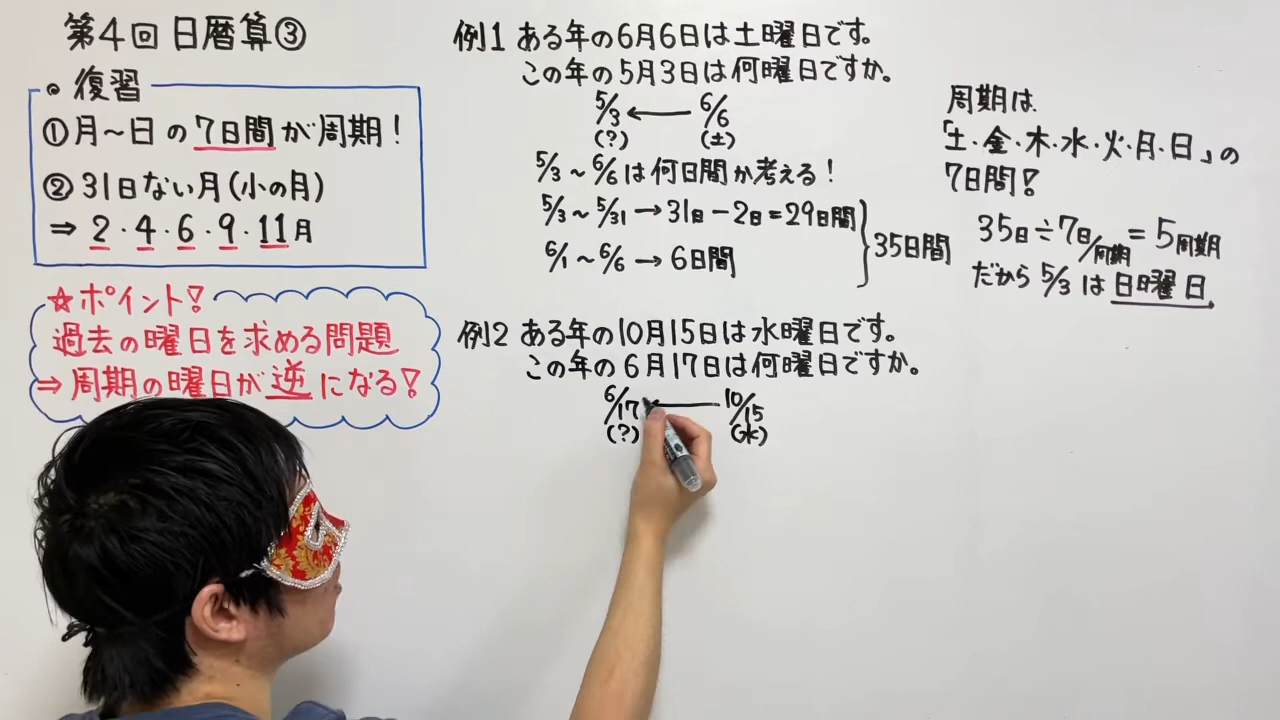 第4回 日暦算③
復習
①月～日の7日間が周期!
②31日ない月(小の月)
⇒ 2・4・6・9・11月
☆ポイント!
過去の曜日を求める問題
⇒ 周期の曜日が逆になる!
例1 ある年の6月6日は土曜日です。
この年の5月3日は何曜日ですか。
5/3 ← 6/6
(?) (土)
5/3～6/6は何日間か考える!
5/3～5/31→31日－2日＝29日間
6/1～6/6→6日間
35日間
周期は
「土・金・木・水・火・月・日」の
7日間!
35日÷7日/周期＝5周期
だから 5/3は日曜日
例2 ある年の10月15日は水曜日です。
この年の6月17日は何曜日ですか。
6/17 ← 10/15
(?) (水)